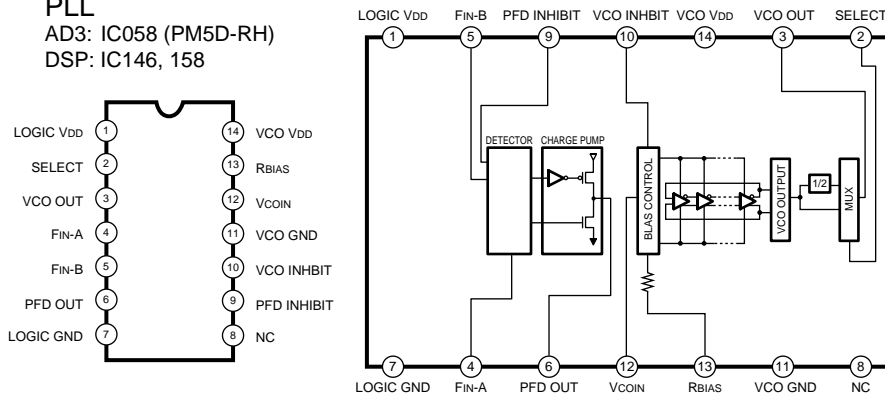 PLL
AD3: IC058 (PM5D-RH)
DSP: IC146, 158
LOGIC VDD 1
SELECT 2
VCO OUT 3
FIN-A 4
FIN-B 5
PFD OUT 6
LOGIC GND 7
14 VCO VDD
13 RBIAS
12 VCOIN
11 VCO GND
10 VCO INHBIT
9 PFD INHIBIT
8 NC
LOGIC VDD FIN-B PFD INHIBIT VCO INHBIT VCO VDD VCO OUT SELECT
1 5 9 10 14 3 2
DETECTOR CHARGE PUMP
BLAS CONTROL
VCO OUTPUT
1/2
MUX
7 4 6 12 13 11 8
LOGIC GND FIN-A PFD OUT VCOIN RBIAS VCO GND NC